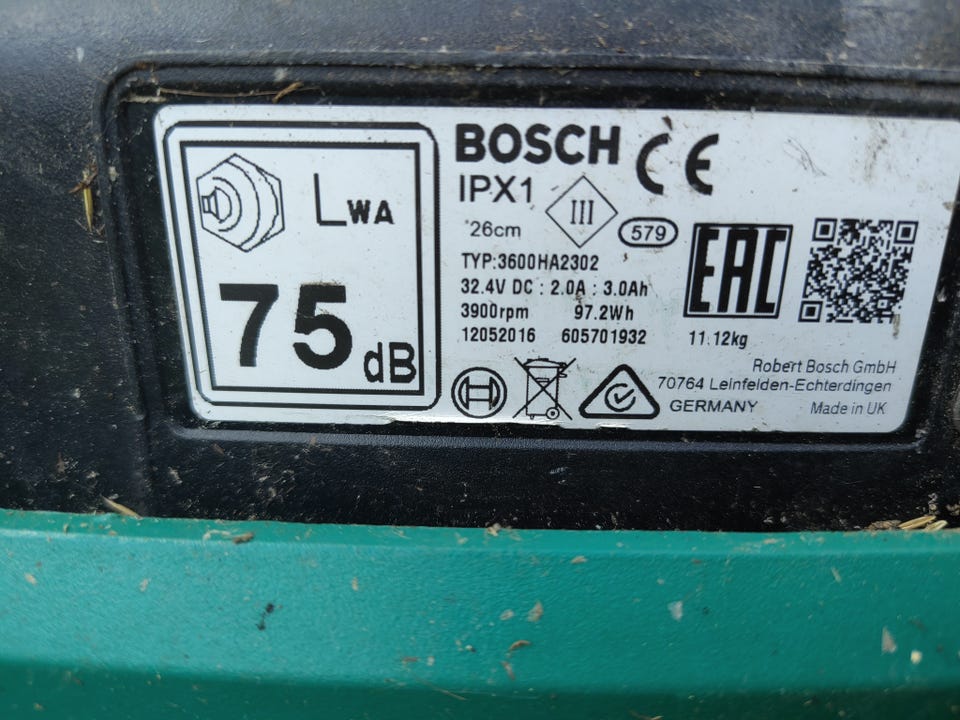 LWA
75 dB
BOSCH CE
IPX1 III
26cm 579
TYP:3600HA2302
32.4V DC : 2.0A : 3.0Ah
3900rpm 97.2Wh
12052016 605701932
EAC
11.12kg
Robert Bosch GmbH
70764 Leinfelden-Echterdingen
GERMANY Made in UK